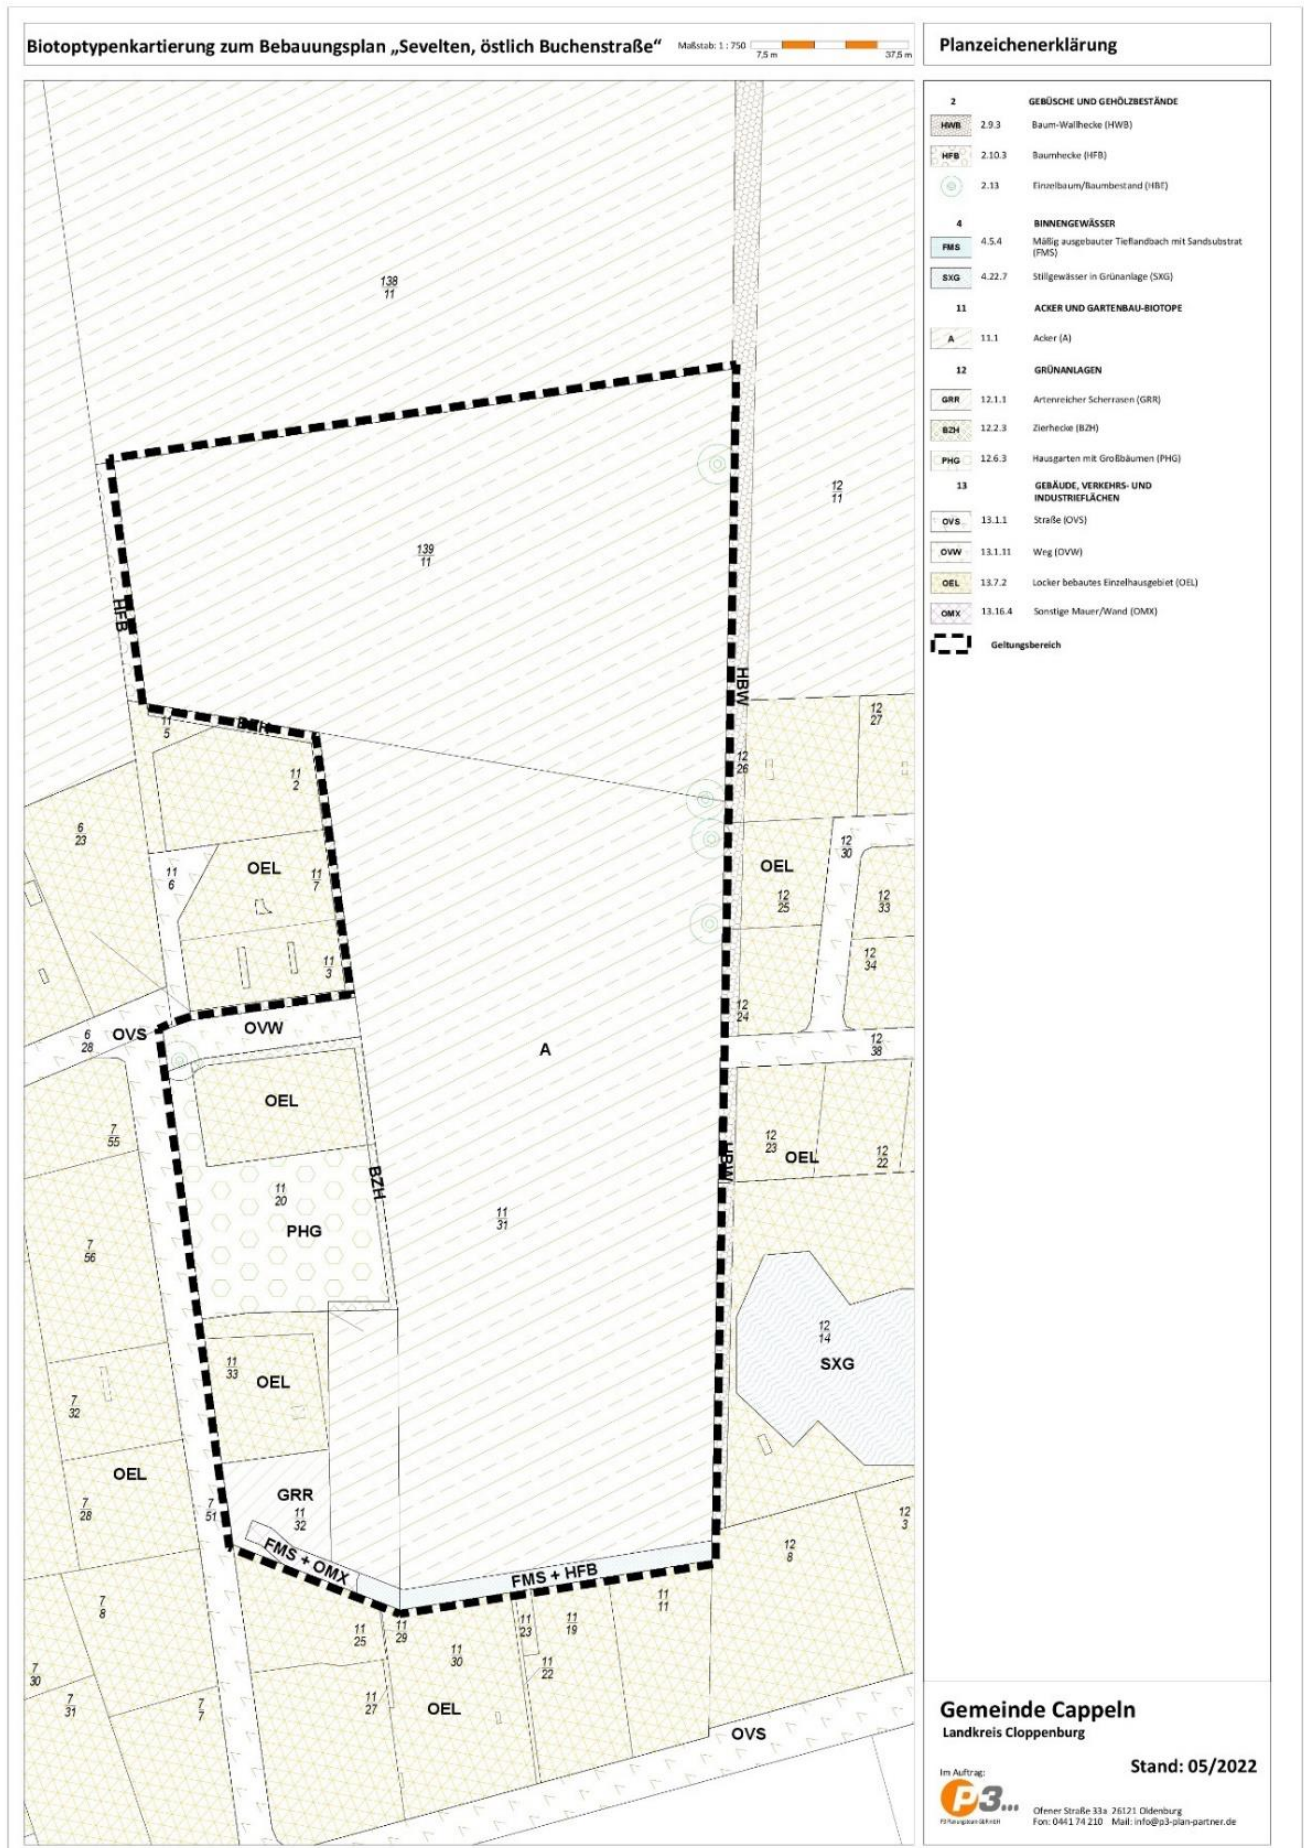 Biotoptypenkartierung zum Bebauungsplan „Sevelten, östlich Buchenstraße“
Maßstab: 1 : 750
7,5 m
37,5 m
Planzeichenerklärung
2 GEBÜSCHE UND GEHÖLZBESTÄNDE
HWB 2.9.3 Baum-Wallhecke (HWB)
HFB 2.10.3 Baumhecke (HFB)
2.13 Einzelbaum/Baumbestand (HBE)
4 BINNENGEWÄSSER
FMS 4.5.4 Mäßig ausgebauter Tieflandbach mit Sandsubstrat
(FMS)
SXG 4.22.7 Stillgewässer in Grünanlage (SXG)
11 ACKER UND GARTENBAU-BIOTOPE
A 11.1 Acker (A)
12 GRÜNANLAGEN
GRR 12.1.1 Artenreicher Scherrasen (GRR)
BZH 12.2.3 Zierhecke (BZH)
PHG 12.6.3 Hausgarten mit Großbäumen (PHG)
13 GEBÄUDE, VERKEHRS- UND
INDUSTRIEFLÄCHEN
OVS 13.1.1 Straße (OVS)
OVW 13.1.11 Weg (OVW)
OEL 13.7.2 Locker bebautes Einzelhausgebiet (OEL)
OMX 13.16.4 Sonstige Mauer/Wand (OMX)
Geltungsbereich
138
11
12
11
139
11
HFB
HBW
11
5
12
27
12
26
11
2
6
23
12
30
OEL
11
7
11
6
OEL
12
25
12
33
12
34
11
3
12
24
6
28
OVS
OVW
12
38
A
OEL
7
55
12
23
OEL
12
22
BZH
11
20
11
31
PHG
7
56
12
14
SXG
11
33
OEL
7
32
OEL
7
28
GRR
11
32
7
51
12
3
12
8
FMS + OMX
FMS + HFB
7
8
11
11
11
25
11
29
11
23
11
19
11
30
11
22
7
30
7
31
7
7
11
27
OEL
OVS
Gemeinde Cappeln
Landkreis Cloppenburg
Stand: 05/2022
Im Auftrag:
P3...
Ofener Straße 33a 26121 Oldenburg
Fon: 0441 74 210 Mail: info@p3-plan-partner.de